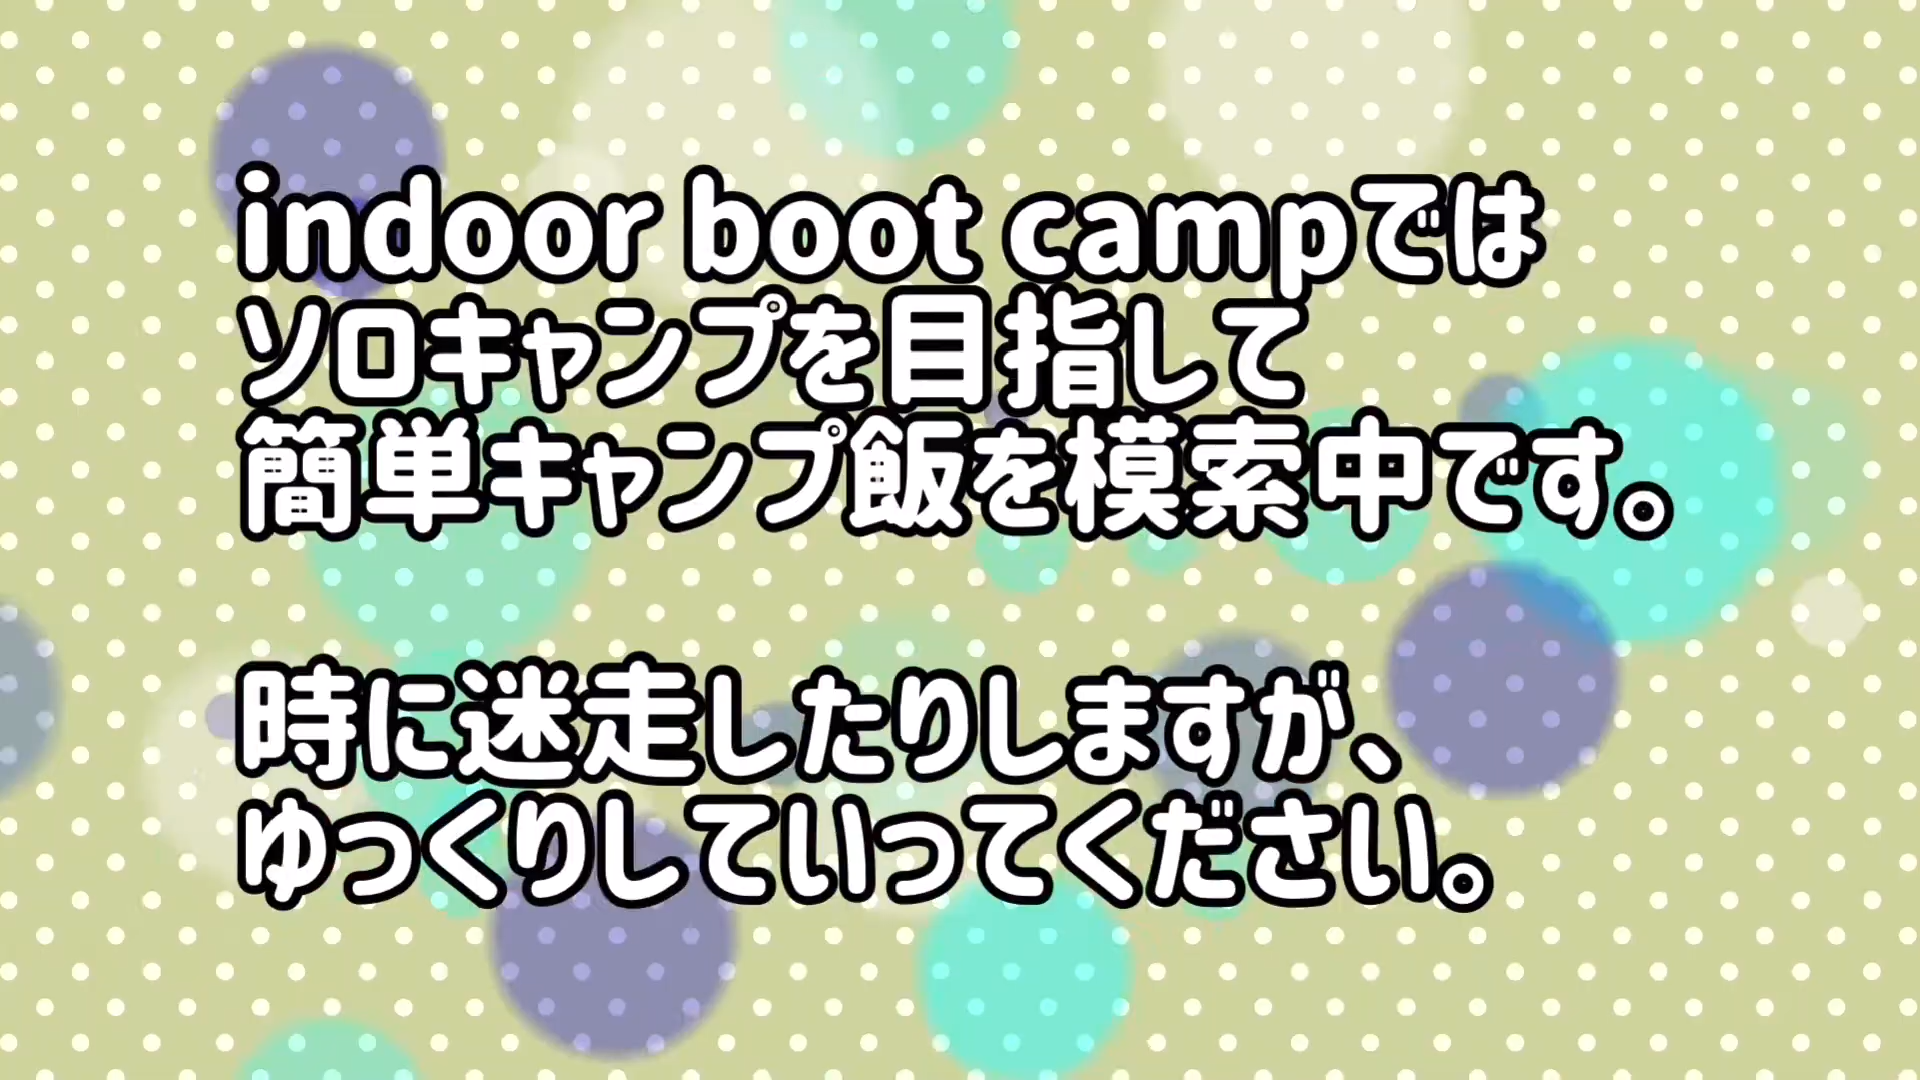 indoor boot campでは
ソロキャンプを目指して
簡単キャンプ飯を模索中です。
時に迷走したりしますが、
ゆっくりしていってください。